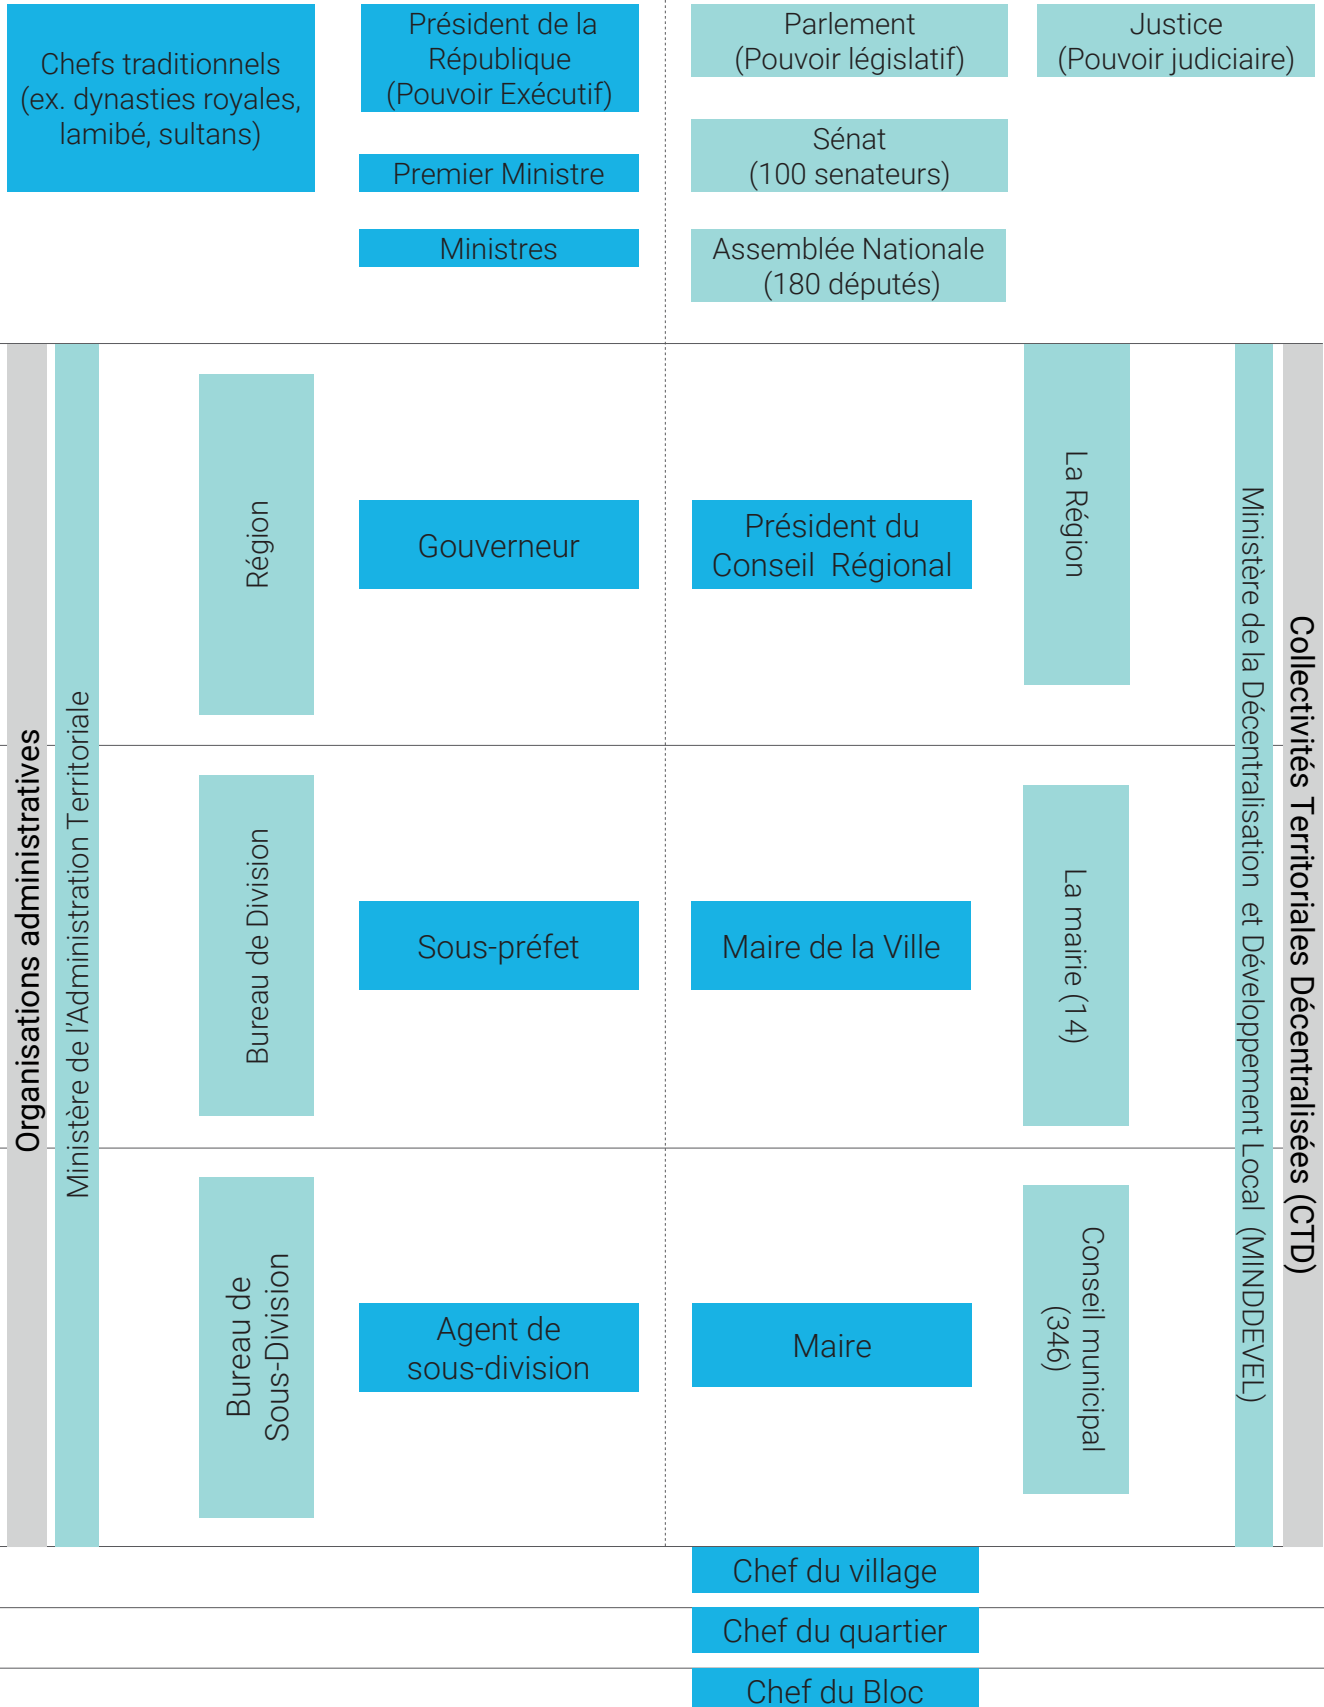 Chefs traditionnels
(ex. dynasties royales,
lamibé, sultans)
Président de la
République
(Pouvoir Exécutif)
Premier Ministre
Ministres
Parlement
(Pouvoir législatif)
Sénat
(100 senateurs)
Assemblée Nationale
(180 députés)
Justice
(Pouvoir judiciaire)
Organisations administratives
Ministère de l'Administration Territoriale
Région
Gouverneur
Président du
Conseil Régional
La Région
Bureau de Division
Sous-préfet
Maire de la Ville
La mairie (14)
Bureau de
Sous-Division
Agent de
sous-division
Maire
Conseil municipal
(346)
Ministère de la Décentralisation et Développement Local (MINDDEVEL)
Collectivités Territoriales Décentralisées (CTD)
Chef du village
Chef du quartier
Chef du Bloc